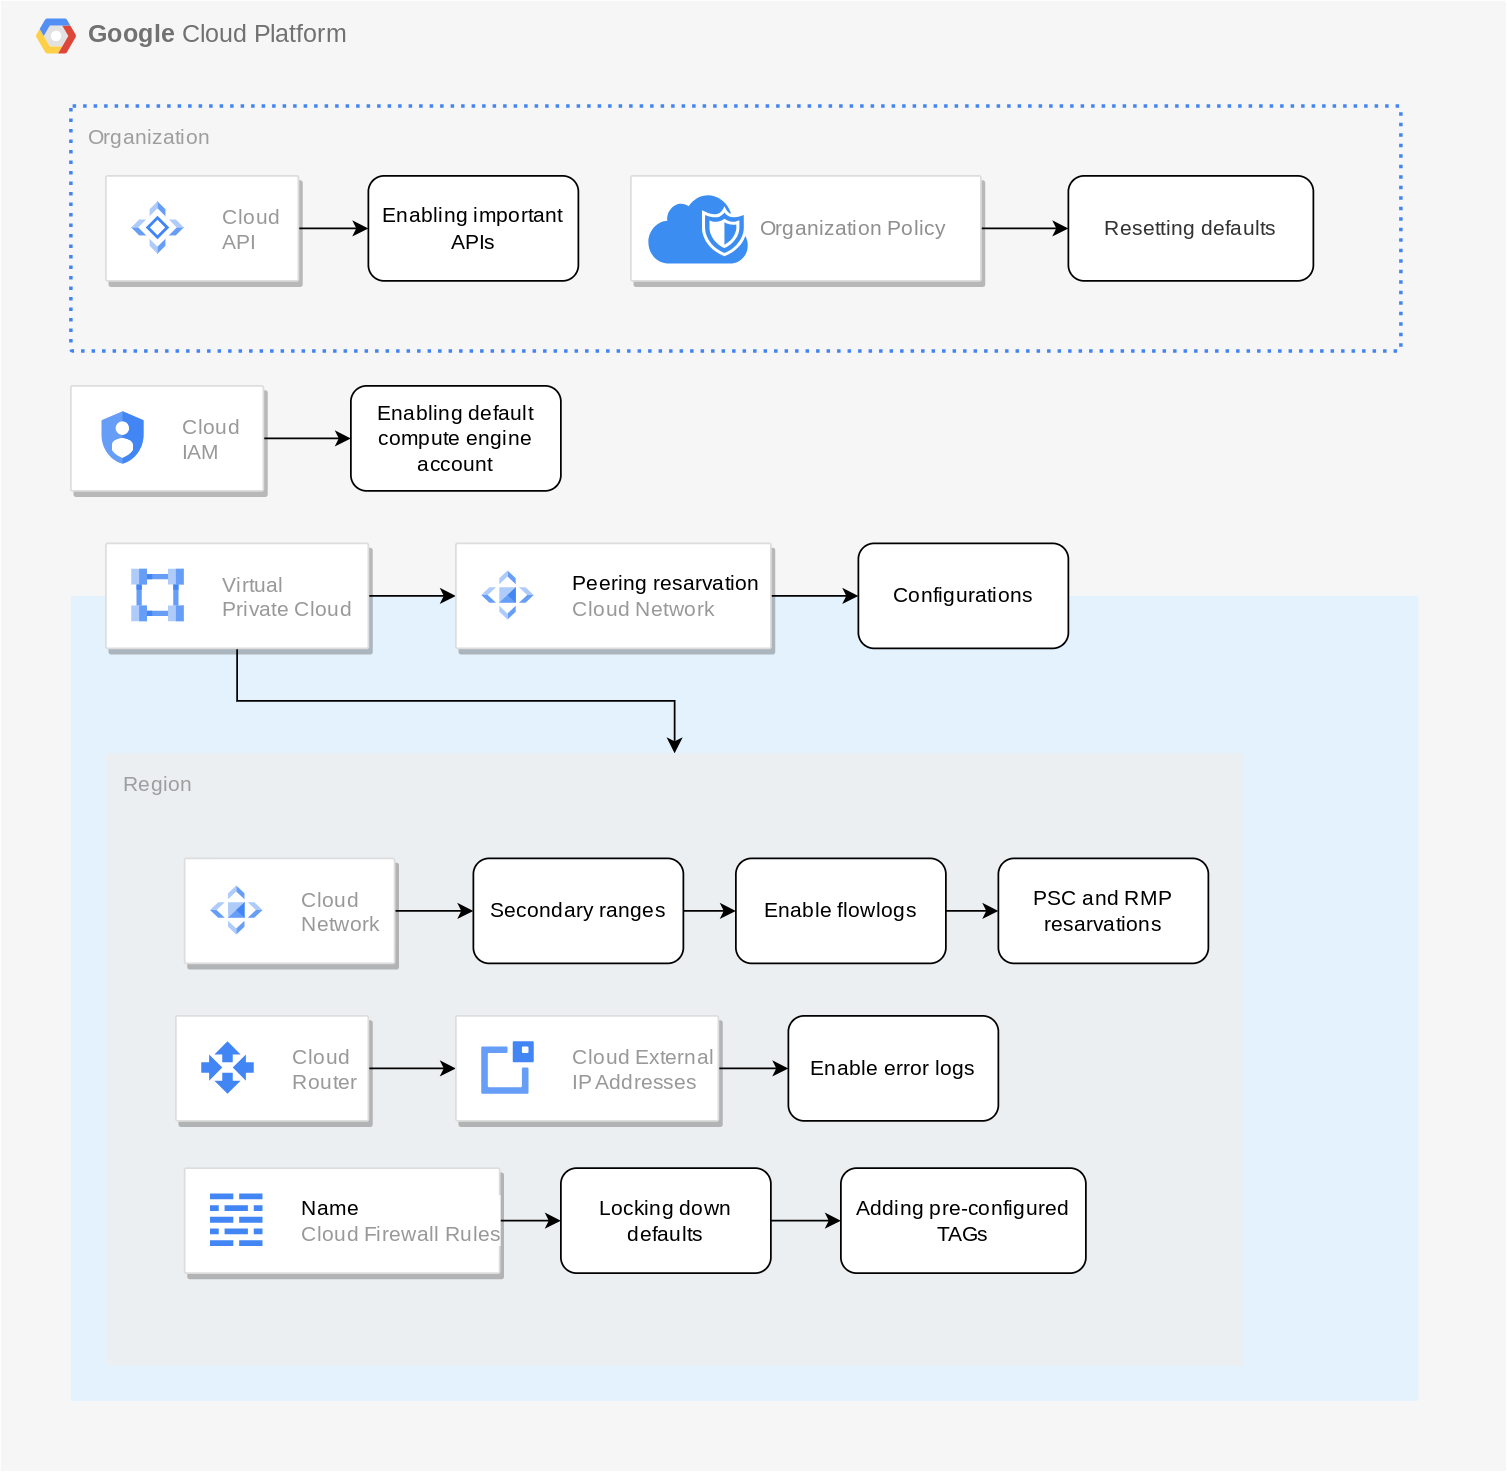 Google Cloud Platform
Organization
Cloud
API
Enabling important
APIs
Organization Policy
Resetting defaults
Cloud
IAM
Enabling default
compute engine
account
Virtual
Private Cloud
Peering resarvation
Cloud Network
Configurations
Region
Cloud
Network
Secondary ranges
Enable flowlogs
PSC and RMP
resarvations
Cloud
Router
Cloud External
IP Addresses
Enable error logs
Name
Cloud Firewall Rules
Locking down
defaults
Adding pre-configured
TAGs